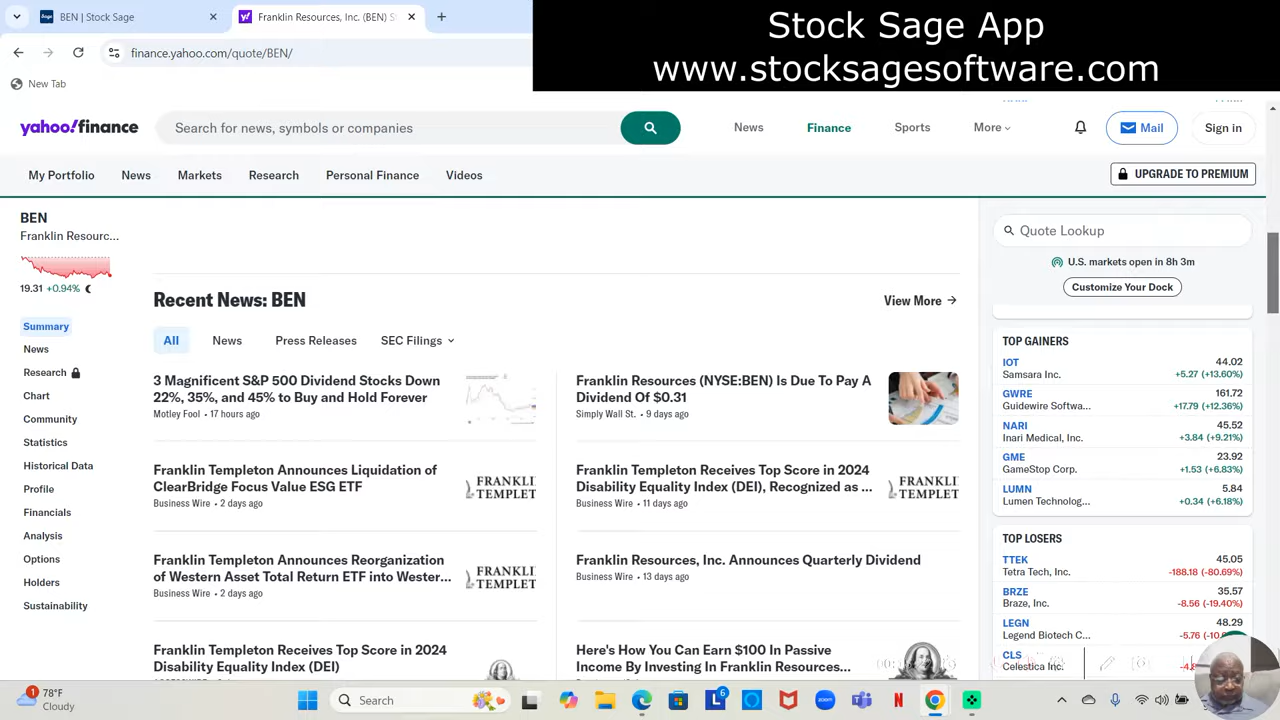 Stock Sage App
www.stocksagesoftware.com
BEN | Stock Sage
Franklin Resources, Inc. (BEN) S
finance.yahoo.com/quote/BEN/
New Tab
yahoo!finance
Search for news, symbols or companies
News
Finance
Sports
More
Mail
Sign in
My Portfolio
News
Markets
Research
Personal Finance
Videos
UPGRADE TO PREMIUM
BEN
Franklin Resourc...
19.31 +0.94%
Summary
News
Research
Chart
Community
Statistics
Historical Data
Profile
Financials
Analysis
Options
Holders
Sustainability
Recent News: BEN
View More
All
News
Press Releases
SEC Filings
3 Magnificent S&P 500 Dividend Stocks Down
22%, 35%, and 45% to Buy and Hold Forever
Motley Fool • 17 hours ago
Franklin Templeton Announces Liquidation of
ClearBridge Focus Value ESG ETF
Business Wire • 2 days ago
FRANKLIN
TEMPLET
Franklin Templeton Announces Reorganization
of Western Asset Total Return ETF into Wester...
Business Wire • 2 days ago
FRANKLIN
TEMPLET
Franklin Templeton Receives Top Score in 2024
Disability Equality Index (DEI)
Franklin Resources (NYSE:BEN) Is Due To Pay A
Dividend Of $0.31
Simply Wall St. • 9 days ago
Franklin Templeton Receives Top Score in 2024
Disability Equality Index (DEI), Recognized as ...
Business Wire • 11 days ago
FRANKLIN
TEMPLET
Franklin Resources, Inc. Announces Quarterly Dividend
Business Wire • 13 days ago
Here's How You Can Earn $100 In Passive
Income By Investing In Franklin Resources...
Quote Lookup
U.S. markets open in 8h 3m
Customize Your Dock
TOP GAINERS
IOT 44.02
Samsara Inc. +5.27 (+13.60%)
GWRE 161.72
Guidewire Softwa... +17.79 (+12.36%)
NARI 45.52
Inari Medical, Inc. +3.84 (+9.21%)
GME 23.92
GameStop Corp. +1.53 (+6.83%)
LUMN 5.84
Lumen Technolog... +0.34 (+6.18%)
TOP LOSERS
TTEK 45.05
Tetra Tech, Inc. -188.18 (-80.69%)
BRZE 35.57
Braze, Inc. -8.56 (-19.40%)
LEGN 48.29
Legend Biotech C... -5.76
CLS
Celestica Inc.
1
78°F
Cloudy
Search
6